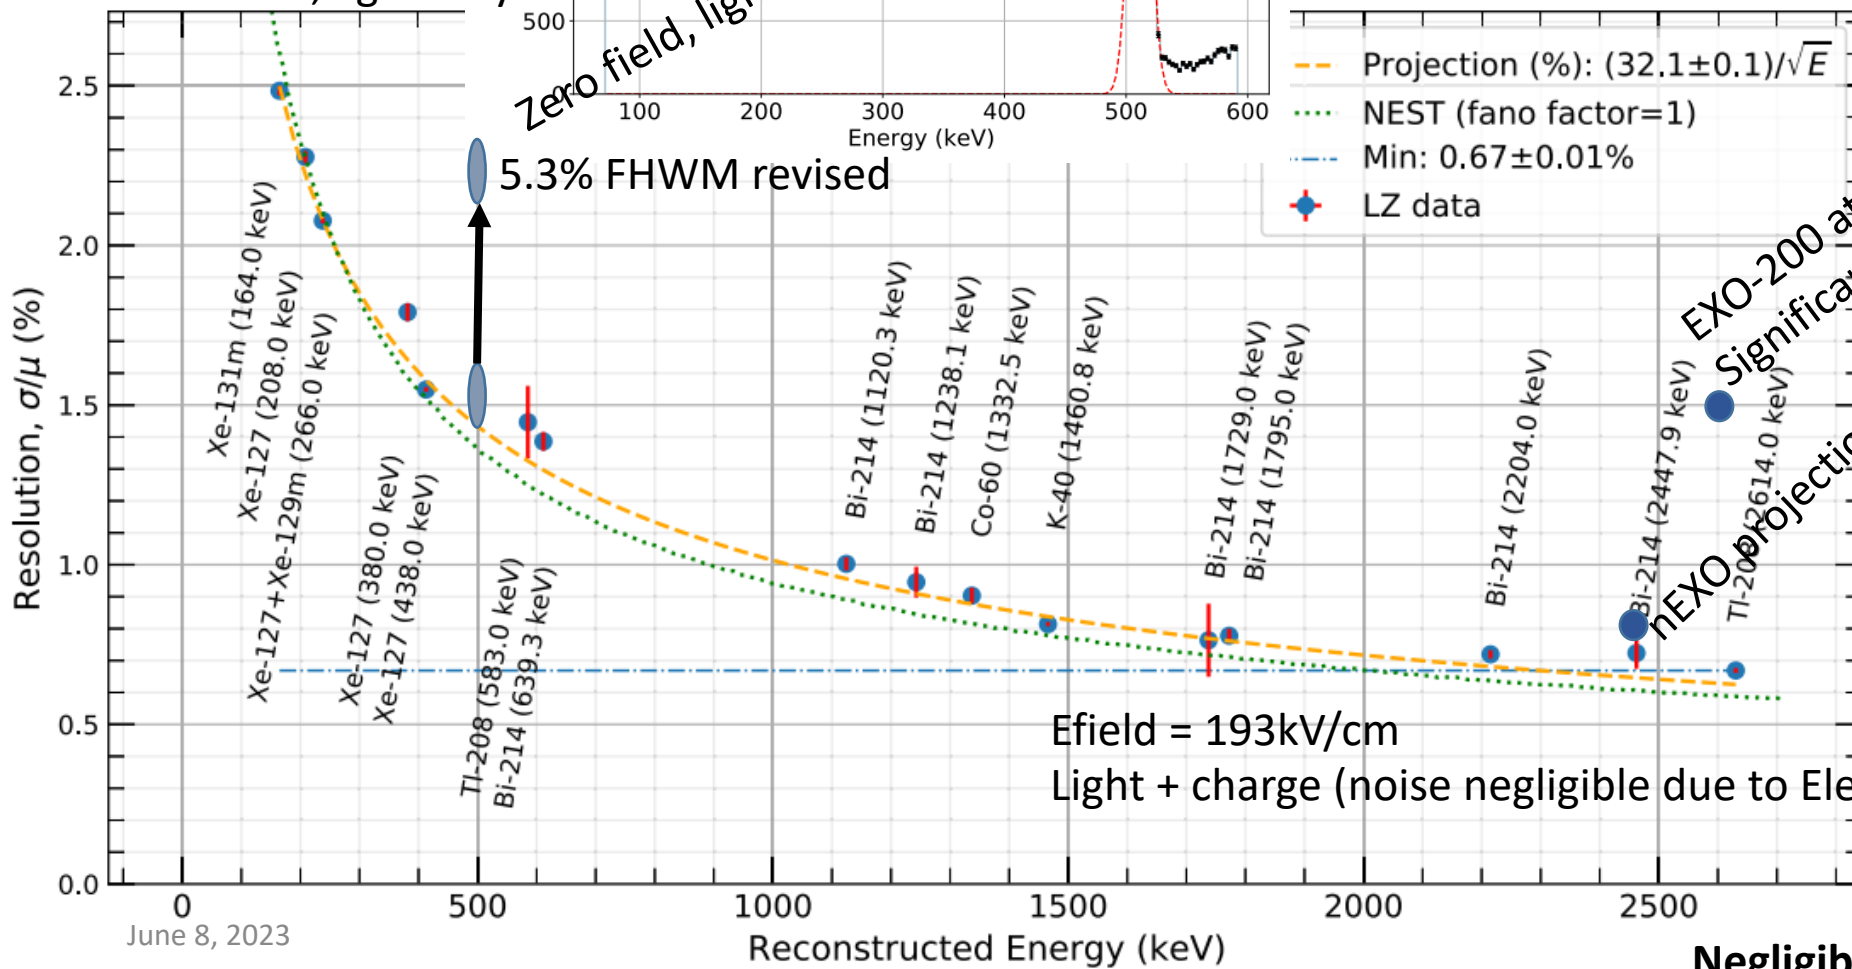 Zero field, ligh
500
0
100 200 300 400 500 600
Energy (keV)
5.3% FHWM revised
Projection (%): (32.1±0.1)/√E
NEST (fano factor=1)
Min: 0.67±0.01%
LZ data
EXO-200 at
Significa
nEXO projectio
Resolution, σ/μ (%)
2.5
2.0
1.5
1.0
0.5
0.0
Xe-131m (164.0 keV)
Xe-127 (208.0 keV)
Xe-127+Xe-129m (266.0 keV)
Xe-127 (380.0 keV)
Xe-127 (438.0 keV)
Tl-208 (583.0 keV)
Bi-214 (639.3 keV)
Bi-214 (1120.3 keV)
Bi-214 (1238.1 keV)
Co-60 (1332.5 keV)
K-40 (1460.8 keV)
Bi-214 (1729.0 keV)
Bi-214 (1795.0 keV)
Bi-214 (2204.0 keV)
Bi-214 (2447.9 keV)
Tl-208 (2614.0 keV)
Efield = 193kV/cm
Light + charge (noise negligible due to Ele
0 500 1000 1500 2000 2500
Reconstructed Energy (keV)
June 8, 2023
Negligib